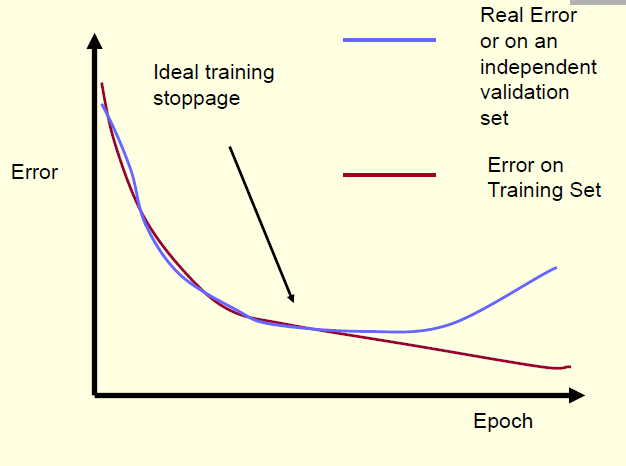 Real Error
or on an
independent
validation
set
Ideal training
stoppage
Error
Error on
Training Set
Epoch